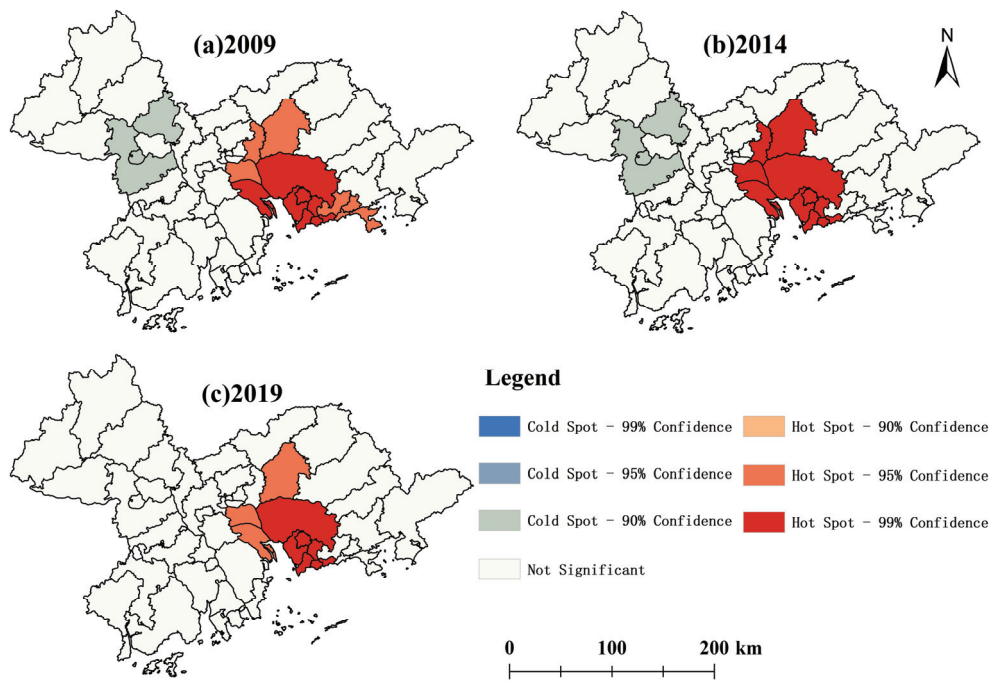 (a)2009
(b)2014
N
(c)2019
Legend
Cold Spot - 99% Confidence
Hot Spot - 90% Confidence
Cold Spot - 95% Confidence
Hot Spot - 95% Confidence
Cold Spot - 90% Confidence
Hot Spot - 99% Confidence
Not Significant
0 100 200 km